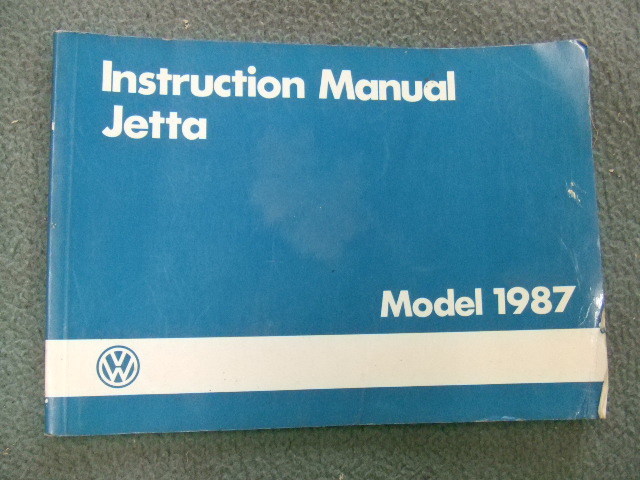 Instruction Manual
Jetta
Model 1987
VW